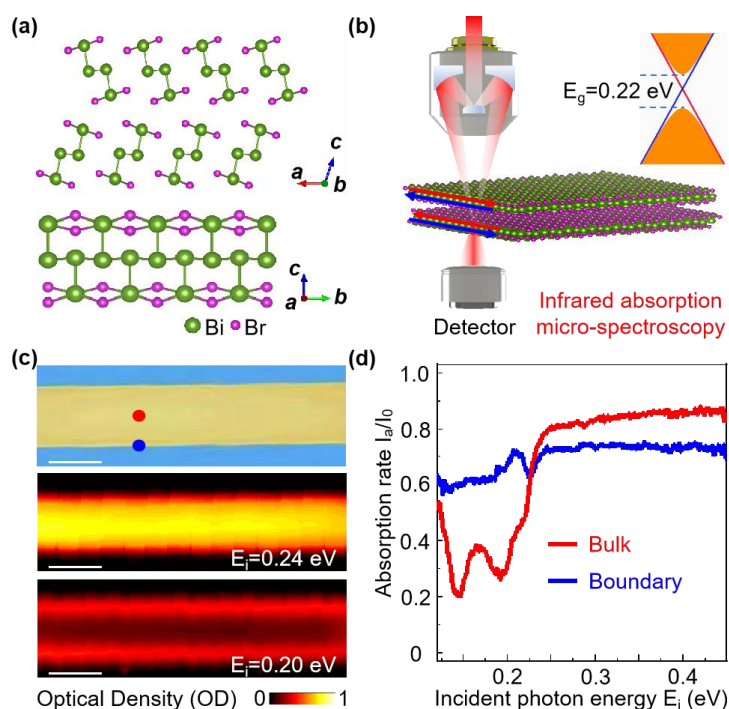 (a)
c
a
b
c
a
b
Bi
Br
(b)
E_g=0.22 eV
Detector
Infrared absorption
micro-spectroscopy
(c)
E_i=0.24 eV
E_i=0.20 eV
Optical Density (OD) 0 1
(d)
1.0
0.8
0.6
0.4
0.2
0
Absorption rate I_a/I_0
Bulk
Boundary
0.2 0.3 0.4
Incident photon energy E_i (eV)